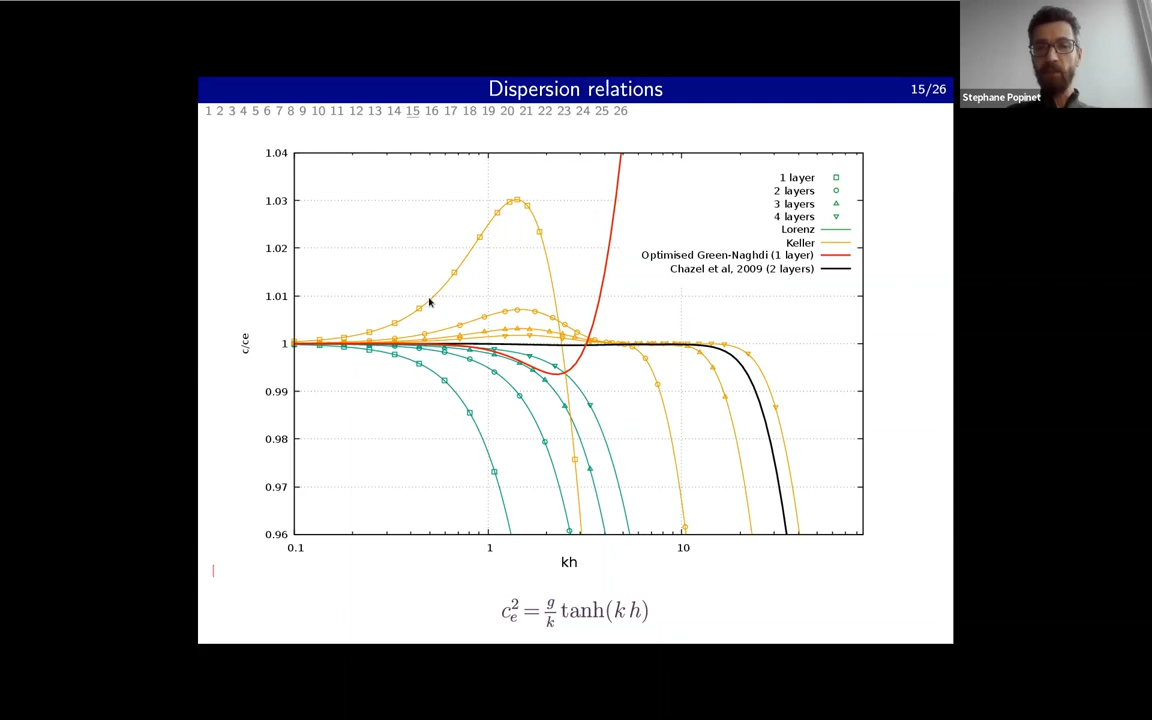 Dispersion relations
15/26
1 2 3 4 5 6 7 8 9 10 11 12 13 14 15 16 17 18 19 20 21 22 23 24 25 26
Stephane Popinet
1.04
1.03
1.02
1.01
1
0.99
0.98
0.97
0.96
c/ce
1 layer
2 layers
3 layers
4 layers
Lorenz
Keller
Optimised Green-Naghdi (1 layer)
Chazel et al, 2009 (2 layers)
0.1 1 10
kh
c_e^2 = g/k tanh(k h)